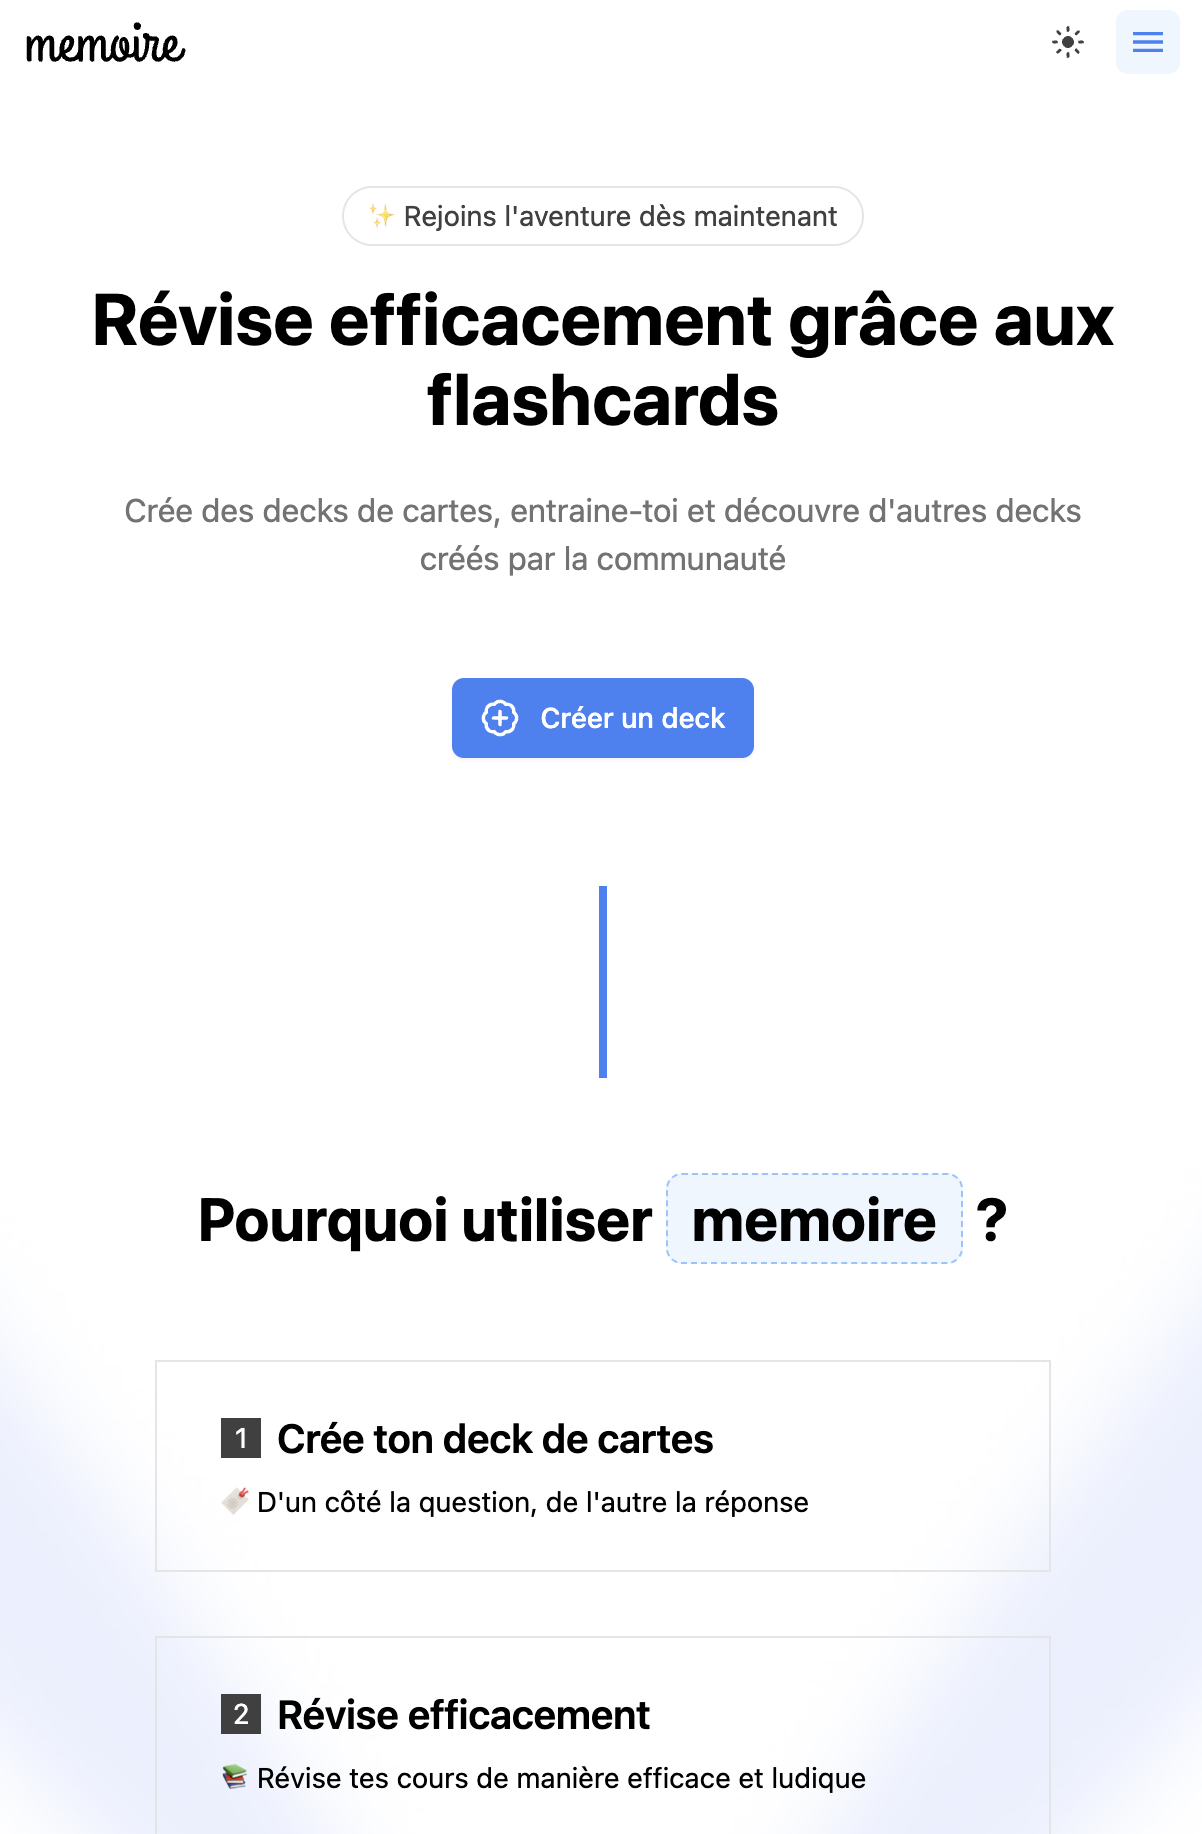 memoire
✨ Rejoins l'aventure dès maintenant
Révise efficacement grâce aux
flashcards
Crée des decks de cartes, entraine-toi et découvre d'autres decks
créés par la communauté
Créer un deck
Pourquoi utiliser memoire ?
1 Crée ton deck de cartes
D'un côté la question, de l'autre la réponse
2 Révise efficacement
📚 Révise tes cours de manière efficace et ludique